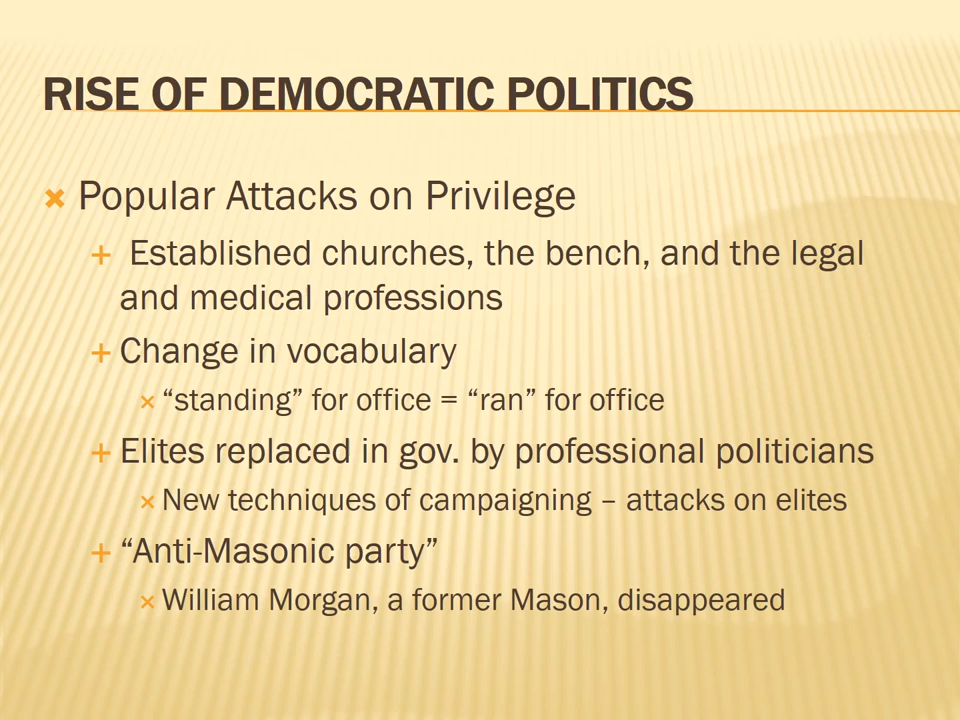 RISE OF DEMOCRATIC POLITICS
Popular Attacks on Privilege
Established churches, the bench, and the legal
and medical professions
Change in vocabulary
“standing” for office = “ran” for office
Elites replaced in gov. by professional politicians
New techniques of campaigning – attacks on elites
“Anti-Masonic party”
William Morgan, a former Mason, disappeared